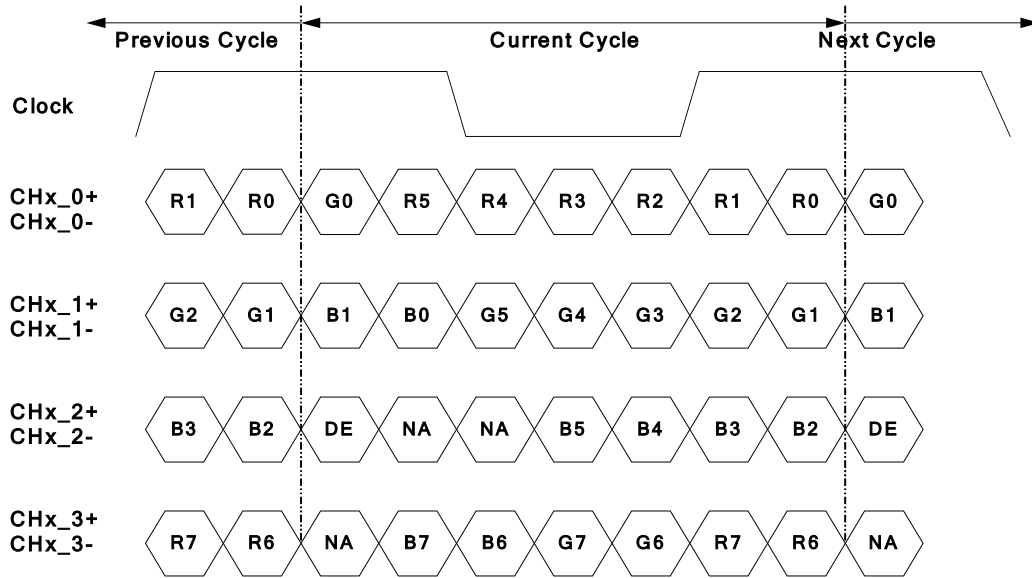 Previous Cycle Current Cycle Next Cycle
Clock
CHx_0+
CHx_0-
R1 R0 G0 R5 R4 R3 R2 R1 R0 G0
CHx_1+
CHx_1-
G2 G1 B1 B0 G5 G4 G3 G2 G1 B1
CHx_2+
CHx_2-
B3 B2 DE NA NA B5 B4 B3 B2 DE
CHx_3+
CHx_3-
R7 R6 NA B7 B6 G7 G6 R7 R6 NA